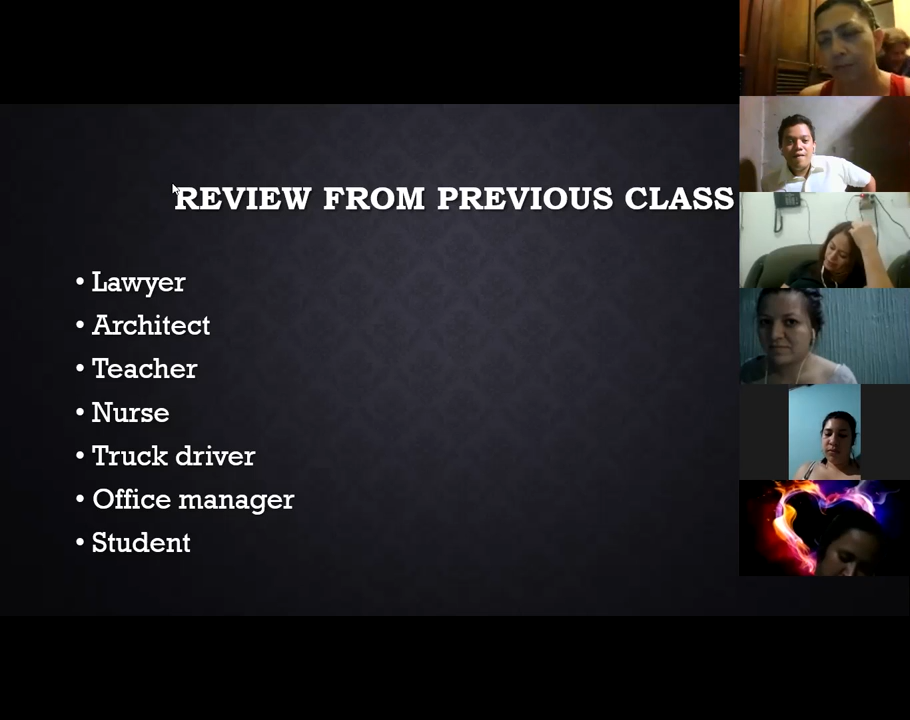 REVIEW FROM PREVIOUS CLASS
• Lawyer
• Architect
• Teacher
• Nurse
• Truck driver
• Office manager
• Student